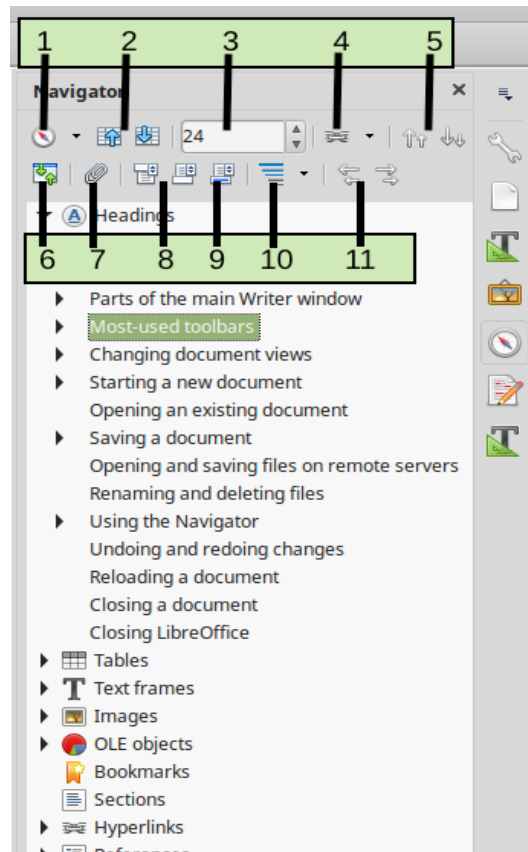 1 2 3 4 5
Navigator
24
Headings
6 7 8 9 10 11
Parts of the main Writer window
Most-used toolbars
Changing document views
Starting a new document
Opening an existing document
Saving a document
Opening and saving files on remote servers
Renaming and deleting files
Using the Navigator
Undoing and redoing changes
Reloading a document
Closing a document
Closing LibreOffice
Tables
Text frames
Images
OLE objects
Bookmarks
Sections
Hyperlinks
References